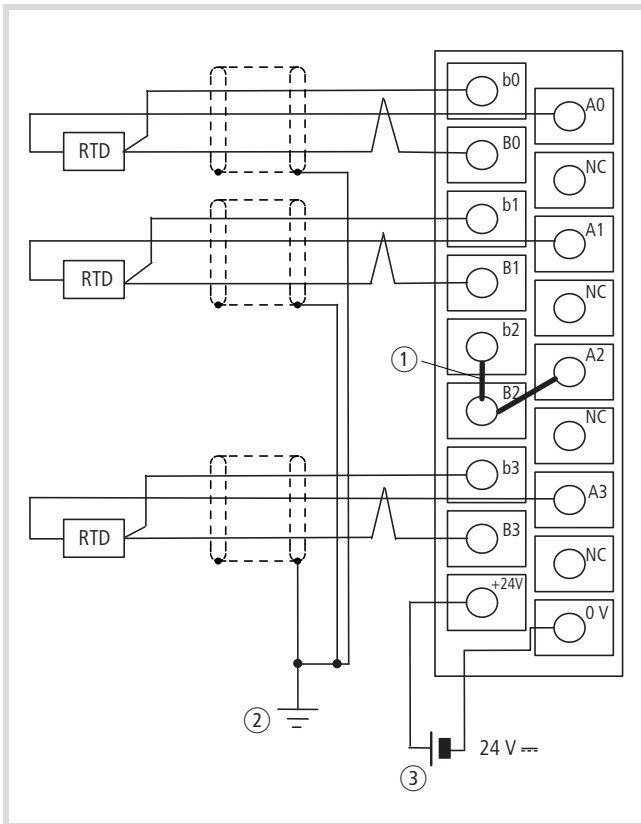 b0
A0
RTD
B0
NC
b1
A1
RTD
B1
NC
b2
①
A2
B2
NC
b3
A3
RTD
B3
NC
+24V
0 V
②
24 V ⎓
③